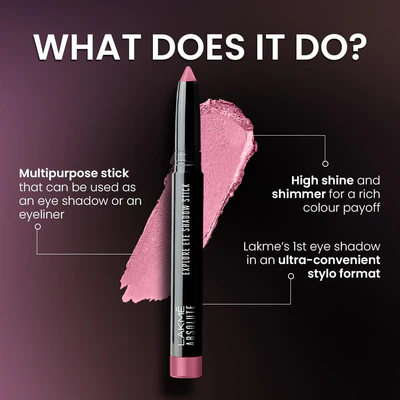 WHAT DOES IT DO?
Multipurpose stick
that can be used as
an eye shadow or an
eyeliner
High shine and
shimmer for a rich
colour payoff
Lakme's 1st eye shadow
in an ultra-convenient
stylo format
EXPLORE EYE SHADOW STICK
LAKMÉ
ABSOLUTE